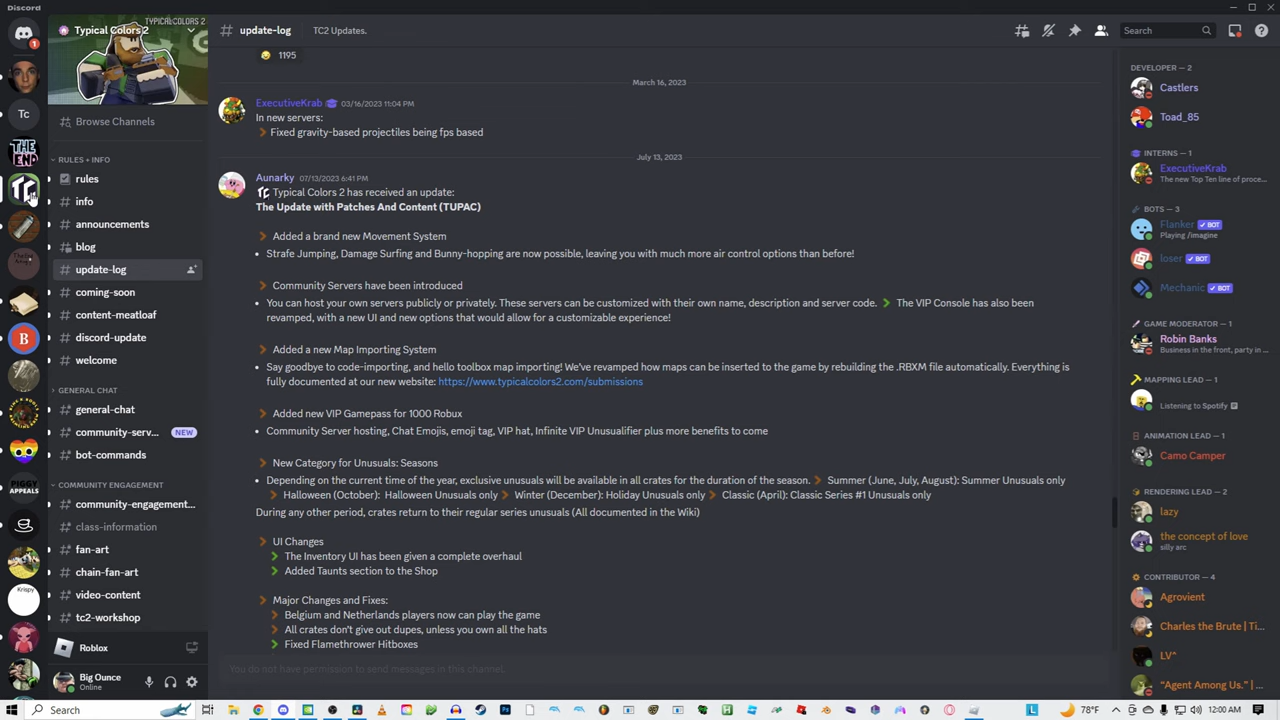 Discord
1
Typical Colors 2
TYPICAL COLORS 2
# update-log
TC2 Updates.
Search
Browse Channels
RULES + INFO
rules
info
announcements
blog
update-log
coming-soon
content-meatloaf
discord-update
welcome
GENERAL CHAT
general-chat
community-serv... NEW
bot-commands
COMMUNITY ENGAGEMENT
community-engagement...
class-information
fan-art
chain-fan-art
video-content
tc2-workshop
Roblox
Big Ounce
Online
Tc
THE END
B
PIGGY APPEALS
Krispy
1195
March 16, 2023
ExecutiveKrab 03/16/2023 11:04 PM
In new servers:
Fixed gravity-based projectiles being fps based
July 13, 2023
Aunarky 07/13/2023 6:41 PM
Typical Colors 2 has received an update:
The Update with Patches And Content (TUPAC)
Added a brand new Movement System
• Strafe Jumping, Damage Surfing and Bunny-hopping are now possible, leaving you with much more air control options than before!
Community Servers have been introduced
• You can host your own servers publicly or privately. These servers can be customized with their own name, description and server code. > The VIP Console has also been
revamped, with a new UI and new options that would allow for a customizable experience!
Added a new Map Importing System
• Say goodbye to code-importing, and hello toolbox map importing! We've revamped how maps can be inserted to the game by rebuilding the .RBXM file automatically. Everything is
fully documented at our new website: https://www.typicalcolors2.com/submissions
Added new VIP Gamepass for 1000 Robux
• Community Server hosting, Chat Emojis, emoji tag, VIP hat, Infinite VIP Unusualifier plus more benefits to come
New Category for Unusuals: Seasons
• Depending on the current time of the year, exclusive unusuals will be available in all crates for the duration of the season. > Summer (June, July, August): Summer Unusuals only
> Halloween (October): Halloween Unusuals only > Winter (December): Holiday Unusuals only > Classic (April): Classic Series #1 Unusuals only
During any other period, crates return to their regular series unusuals (All documented in the Wiki)
UI Changes
The Inventory UI has been given a complete overhaul
Added Taunts section to the Shop
Major Changes and Fixes:
Belgium and Netherlands players now can play the game
All crates don't give out dupes, unless you own all the hats
Fixed Flamethrower Hitboxes
You do not have permission to send messages in this channel.
DEVELOPER — 2
Castlers
Toad_85
INTERNS — 1
ExecutiveKrab
The new Top Ten line of proce...
BOTS — 3
Flanker ✓ BOT
Playing /imagine
loser ✓ BOT
Mechanic ✓ BOT
GAME MODERATOR — 1
Robin Banks
Business in the front, party in ...
MAPPING LEAD — 1
Listening to Spotify
ANIMATION LEAD — 1
Camo Camper
RENDERING LEAD — 2
lazy
the concept of love
silly arc
CONTRIBUTOR — 4
Agrovient
Charles the Brute | Ti...
LV"
"Agent Among Us." | ...
Search
78°F
12:00 AM